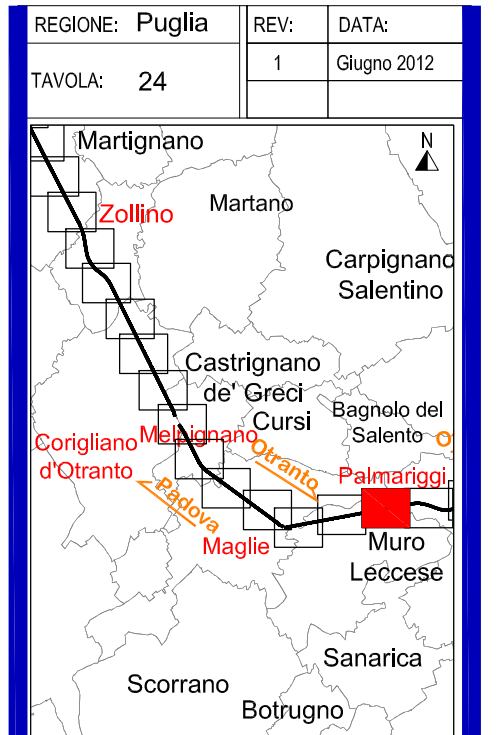 REGIONE: Puglia
REV:
DATA:
TAVOLA: 24
1
Giugno 2012
Martignano
N
Zollino
Martano
Carpignano
Salentino
Castrignano
de' Greci
Cursi
Bagnolo del
Salento
Corigliano
d'Otranto
Melpignano
Otranto
Palmariggi
Padova
Maglie
Muro
Leccese
Sanarica
Scorrano
Botrugno